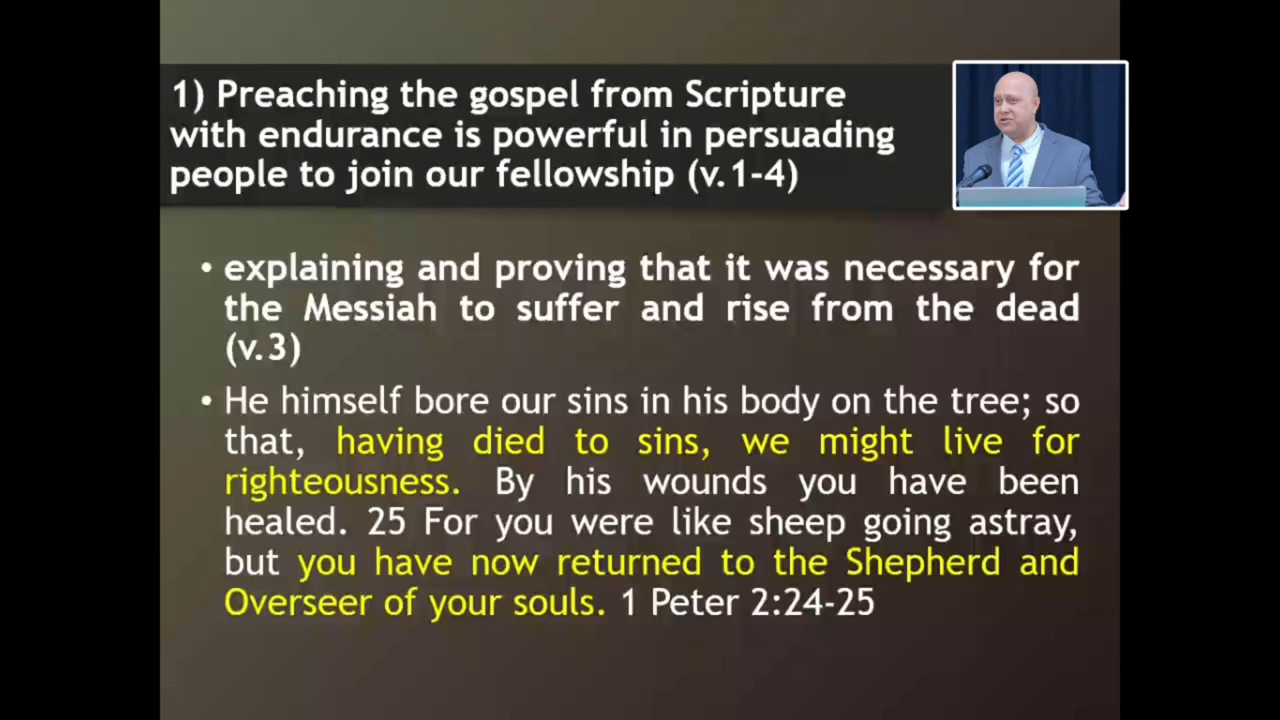 1) Preaching the gospel from Scripture
with endurance is powerful in persuading
people to join our fellowship (v.1-4)
• explaining and proving that it was necessary for
the Messiah to suffer and rise from the dead
(v.3)
• He himself bore our sins in his body on the tree; so
that, having died to sins, we might live for
righteousness. By his wounds you have been
healed. 25 For you were like sheep going astray,
but you have now returned to the Shepherd and
Overseer of your souls. 1 Peter 2:24-25